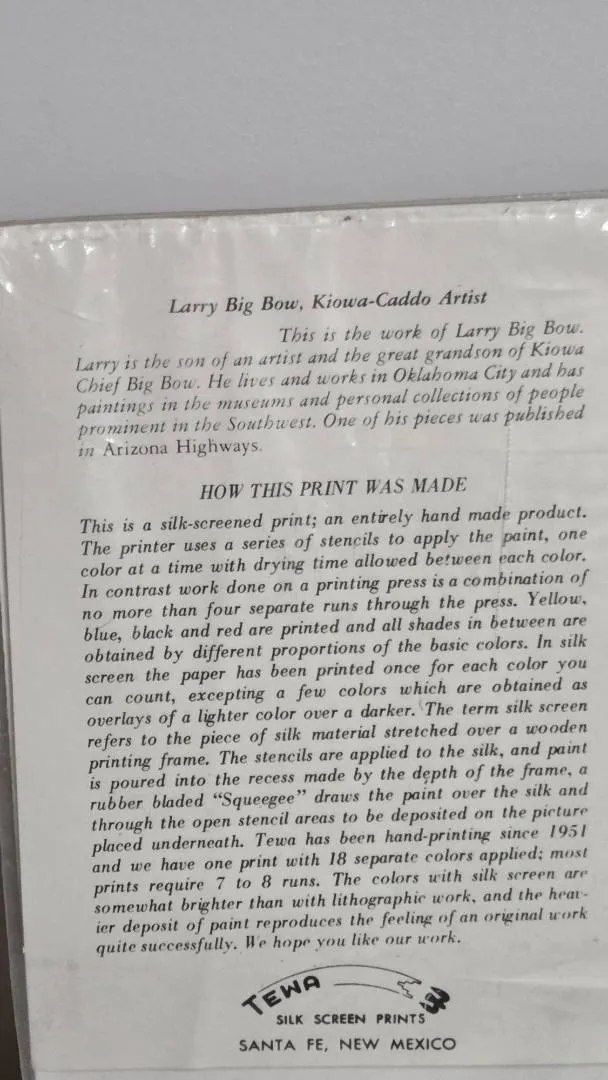 Larry Big Bow, Kiowa-Caddo Artist
This is the work of Larry Big Bow.
Larry is the son of an artist and the great grandson of Kiowa
Chief Big Bow. He lives and works in Oklahoma City and has
paintings in the museums and personal collections of people
prominent in the Southwest. One of his pieces was published
in Arizona Highways.
HOW THIS PRINT WAS MADE
This is a silk-screened print; an entirely hand made product.
The printer uses a series of stencils to apply the paint, one
color at a time with drying time allowed between each color.
In contrast work done on a printing press is a combination of
no more than four separate runs through the press. Yellow,
blue, black and red are printed and all shades in between are
obtained by different proportions of the basic colors. In silk
screen the paper has been printed once for each color you
can count, excepting a few colors which are obtained as
overlays of a lighter color over a darker. The term silk screen
refers to the piece of silk material stretched over a wooden
printing frame. The stencils are applied to the silk, and paint
is poured into the recess made by the depth of the frame, a
rubber bladed “Squeegee” draws the paint over the silk and
through the open stencil areas to be deposited on the picture
placed underneath. Tewa has been hand-printing since 1951
and we have one print with 18 separate colors applied; most
prints require 7 to 8 runs. The colors with silk screen are
somewhat brighter than with lithographic work, and the heav-
ier deposit of paint reproduces the feeling of an original work
quite successfully. We hope you like our work.
TEWA
SILK SCREEN PRINTS
SANTA FE, NEW MEXICO